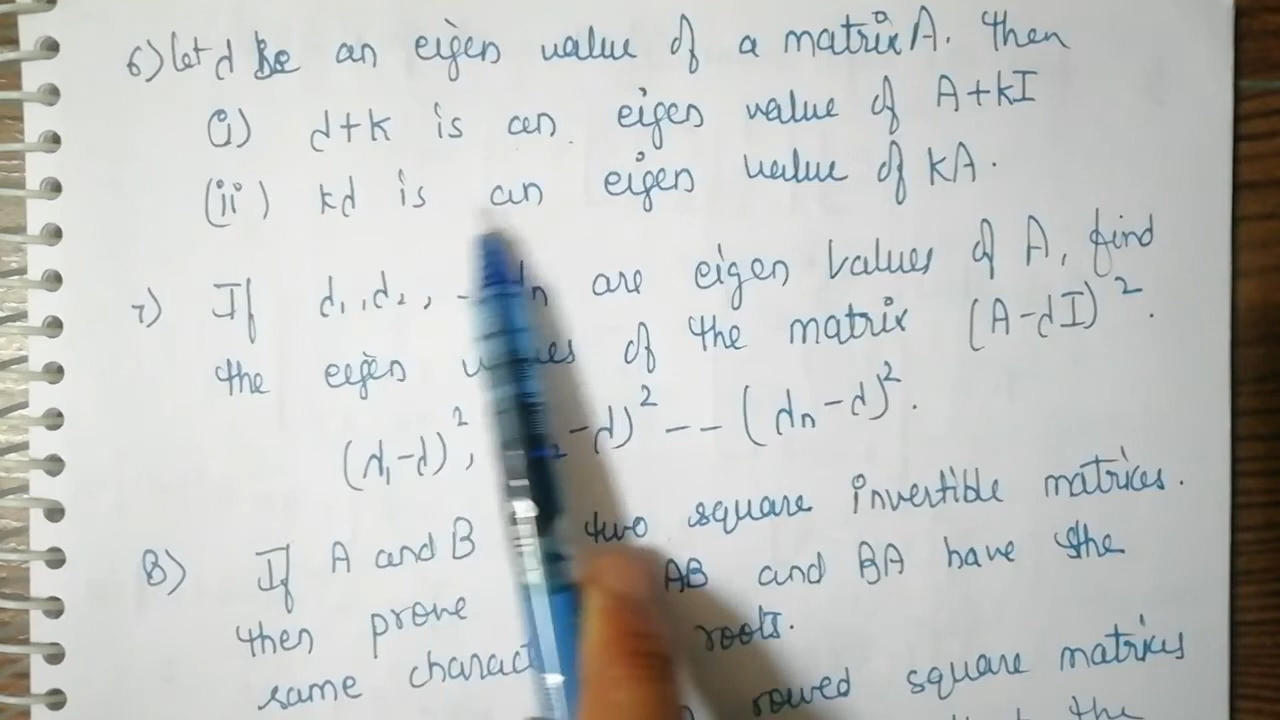 6) Let d be an eigen value of a matrix A. Then
(i) d+k is an eigen value of A+kI
(ii) kd is an eigen value of kA.
7) If d₁, d₂, - dn are eigen values of A, find
the eigen of the matrix (A-dI)².
(d₁-d)², -d)² -- (dn-d)².
8) If A and B two square invertible matrices.
then prove AB and BA have the
same roots.
rowed square matrices
the